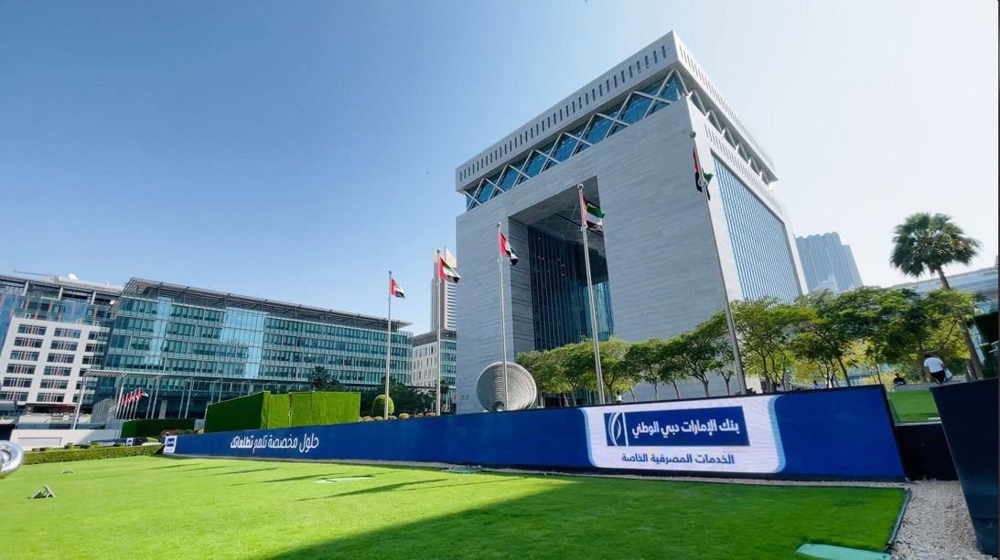 حلول مخصصة تلهم تطلعاتك
بنك الإمارات دبي الوطني
الخدمات المصرفية الخاصة